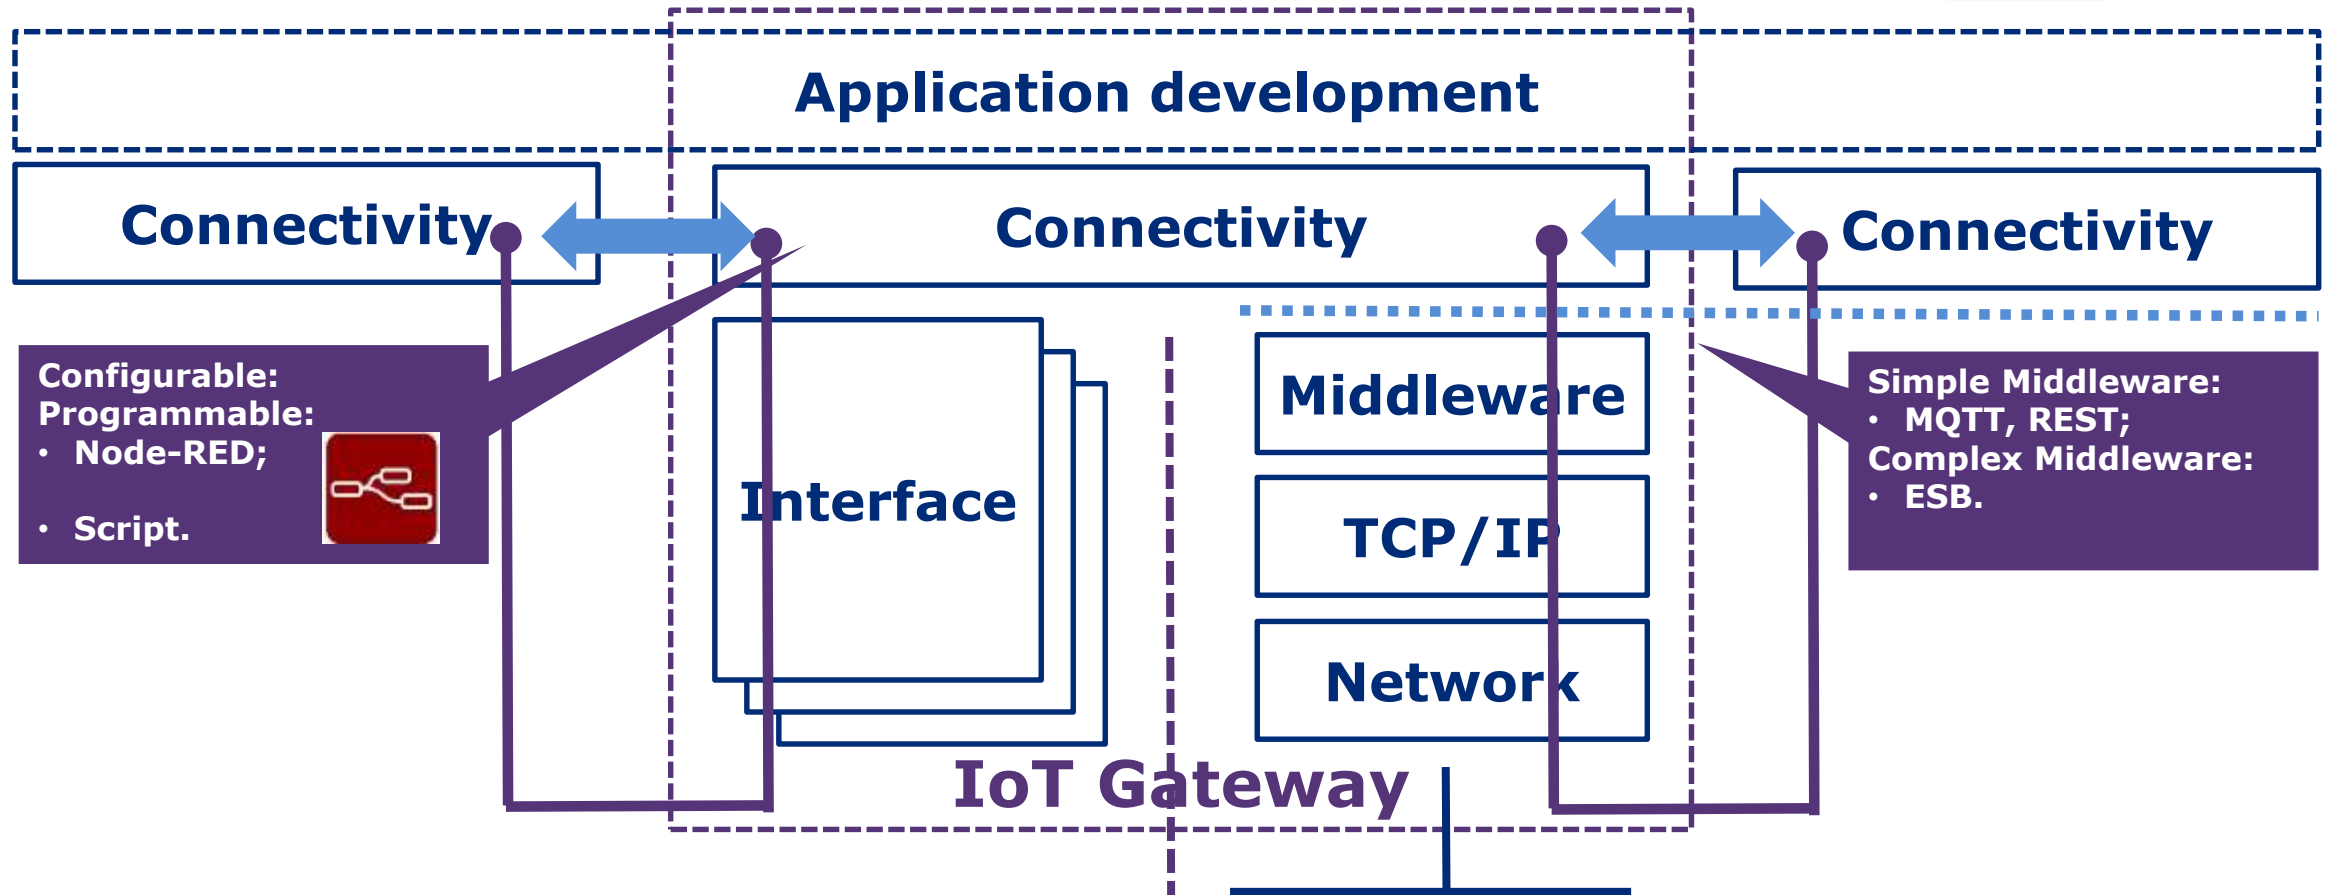 Application development
Connectivity
Connectivity
Connectivity
Configurable:
Programmable:
• Node-RED;
• Script.
Interface
Middleware
TCP/IP
Network
Simple Middleware:
• MQTT, REST;
Complex Middleware:
• ESB.
IoT Gateway